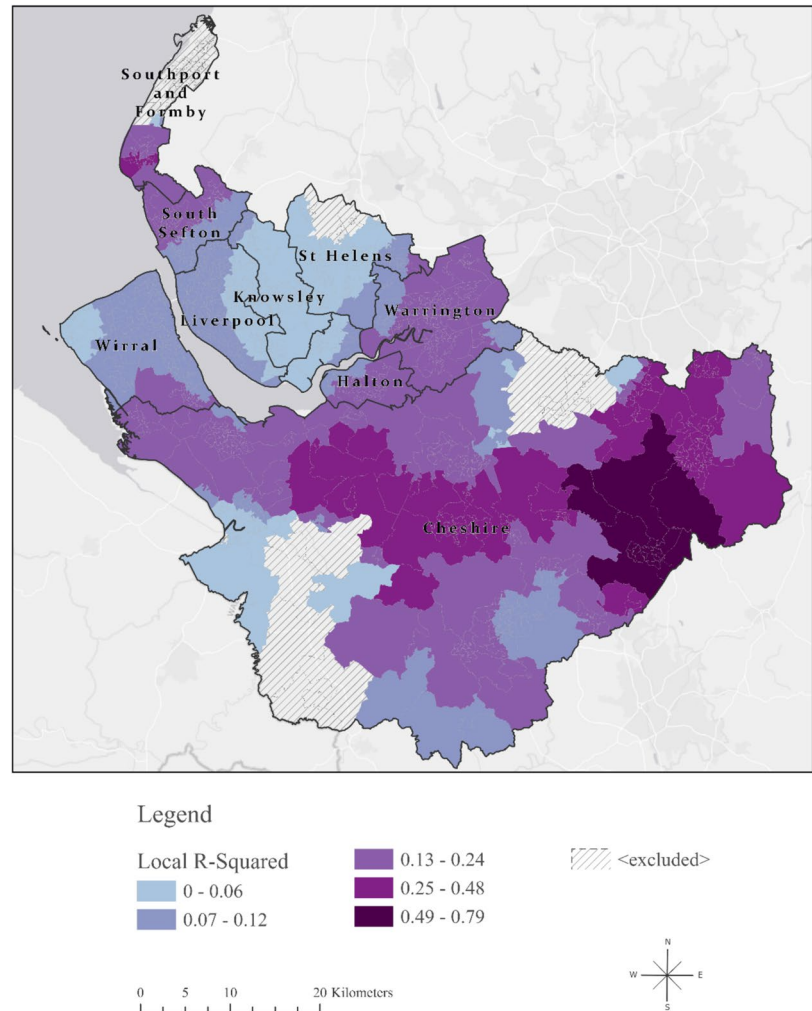 Southport
and
Formby
South
Sefton
St Helens
Knowsley
Liverpool
Warrington
Wirral
Halton
Cheshire
Legend
Local R-Squared
0 - 0.06
0.07 - 0.12
0.13 - 0.24
0.25 - 0.48
0.49 - 0.79
<excluded>
N
W E
S
0 5 10 20 Kilometers